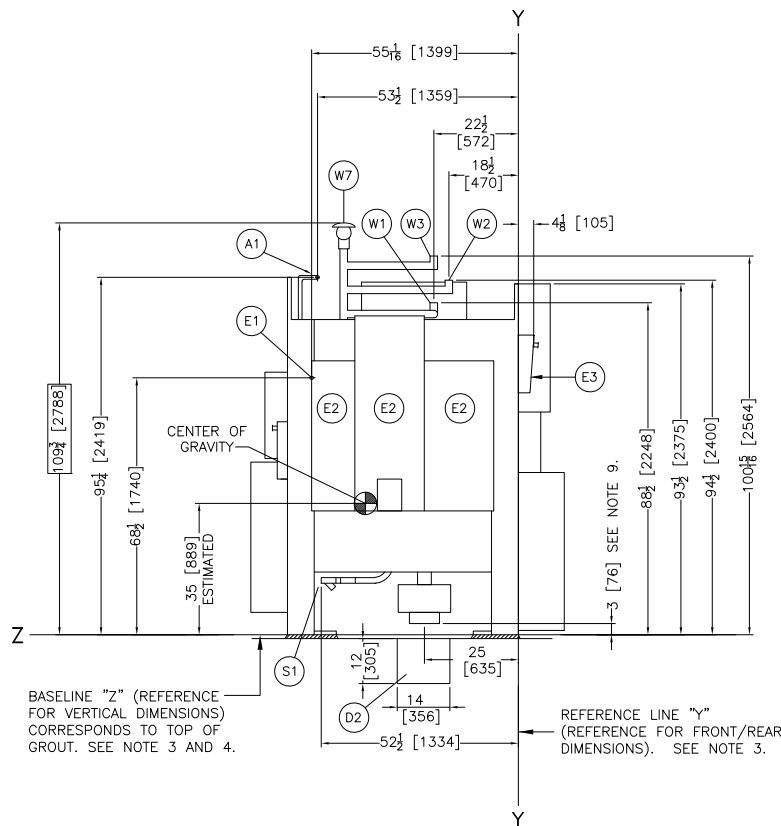 Y
55 1/16 [1399]
53 1/2 [1359]
22 1/2
[572]
18 1/2
[470]
W7
4 1/8 [105]
W1
W3
W2
A1
E1
E3
E2
E2
E2
CENTER OF
GRAVITY
109 3/4 [2788]
95 1/4 [2419]
68 1/2 [1740]
35 [889]
ESTIMATED
3 [76] SEE NOTE 9.
88 1/2 [2248]
93 1/2 [2375]
94 1/2 [2400]
100 15/16 [2564]
Z
S1
12
[305]
25
[635]
14
[356]
D2
52 1/2 [1334]
BASELINE "Z" (REFERENCE
FOR VERTICAL DIMENSIONS)
CORRESPONDS TO TOP OF
GROUT. SEE NOTE 3 AND 4.
REFERENCE LINE "Y"
(REFERENCE FOR FRONT/REAR
DIMENSIONS). SEE NOTE 3.
Y